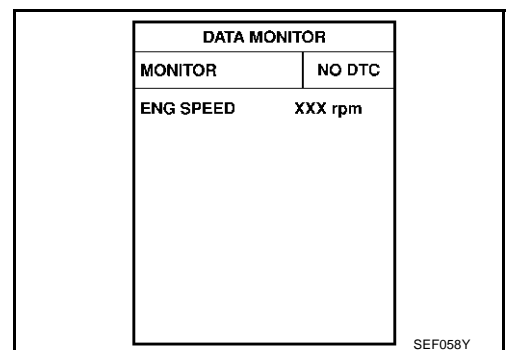 DATA MONITOR
MONITOR NO DTC
ENG SPEED XXX rpm
SEF058Y